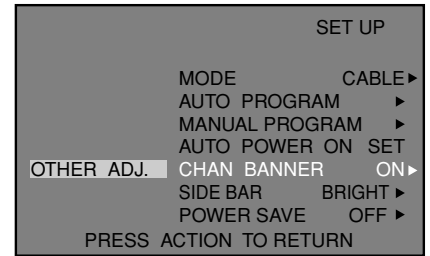 SET UP
MODE CABLE▶
AUTO PROGRAM ▶
MANUAL PROGRAM ▶
AUTO POWER ON SET
OTHER ADJ. CHAN BANNER ON▶
SIDE BAR BRIGHT ▶
POWER SAVE OFF ▶
PRESS ACTION TO RETURN